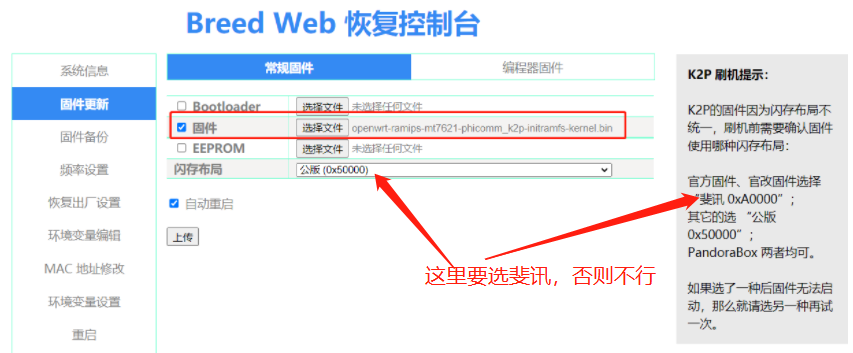 Breed Web 恢复控制台
系统信息
固件更新
固件备份
频率设置
恢复出厂设置
环境变量编辑
MAC 地址修改
环境变量设置
重启
常规固件 编程器固件
Bootloader 选择文件 未选择任何文件
固件 选择文件 openwrt-ramips-mt7621-phicomm_k2p-initramfs-kernel.bin
EEPROM 选择文件 未选择任何文件
闪存布局 公版 (0x50000)
自动重启
上传
这里要选斐讯，否则不行
K2P 刷机提示：
K2P的固件因为闪存布局不
统一，刷机前需要确认固件
使用哪种闪存布局：
官方固件、官改固件选择
“斐讯 0xA0000”；
其它的选 “公版
0x50000”；
PandoraBox 两者均可。
如果选了一种后固件无法启
动，那么就请选另一种再试
一次。